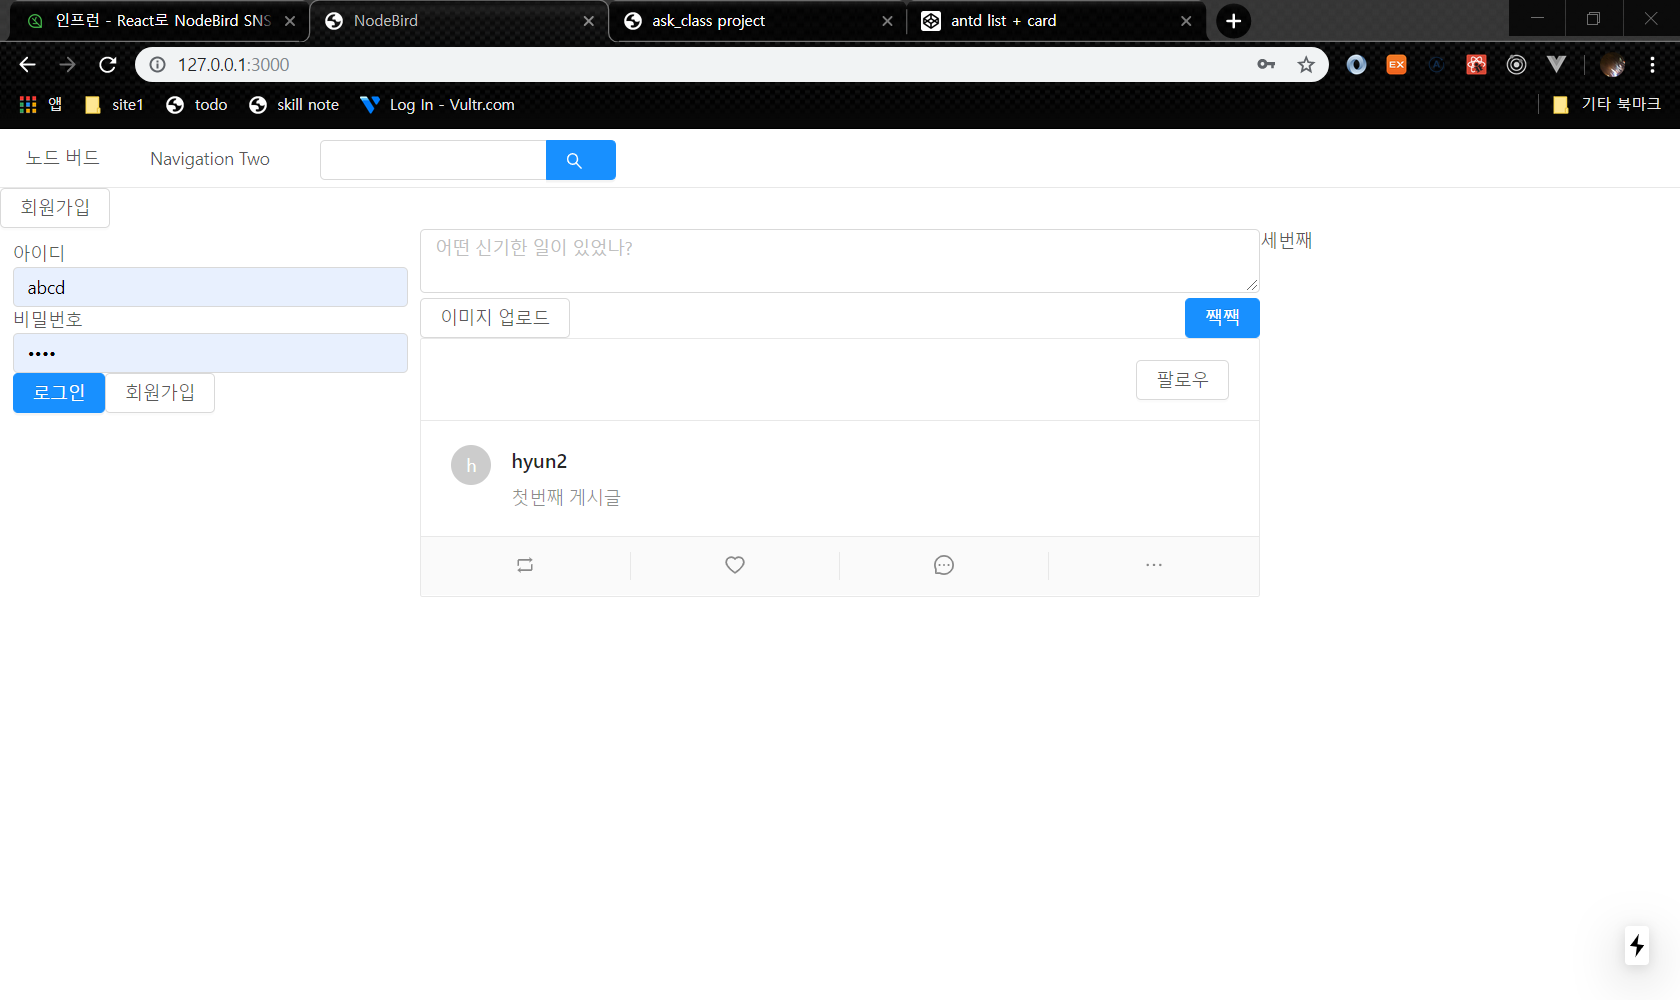 인프런 - React로 NodeBird SNS
NodeBird
ask_class project
antd list + card
127.0.0.1:3000
EX
앱
site1
todo
skill note
Log In - Vultr.com
기타 북마크
노드 버드
Navigation Two
회원가입
아이디
abcd
비밀번호
••••
로그인
회원가입
어떤 신기한 일이 있었나?
세번째
이미지 업로드
짹짹
팔로우
h
hyun2
첫번째 게시글